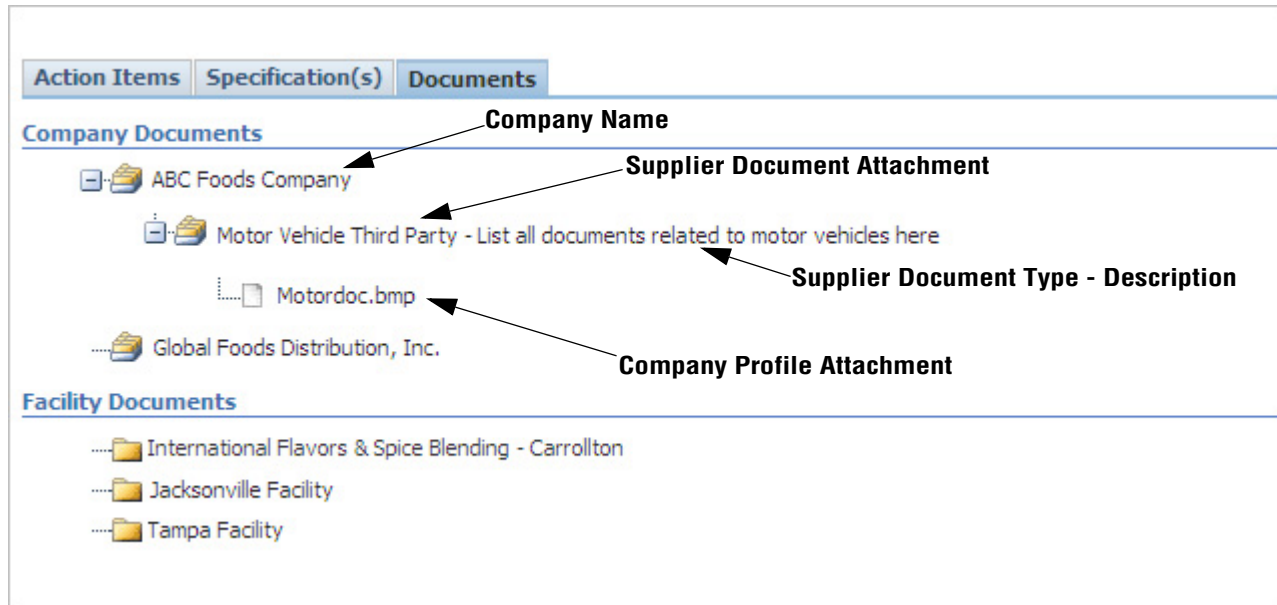 Action Items Specification(s) Documents
Company Documents
Company Name
ABC Foods Company
Supplier Document Attachment
Motor Vehicle Third Party - List all documents related to motor vehicles here
Supplier Document Type - Description
Motordoc.bmp
Global Foods Distribution, Inc.
Company Profile Attachment
Facility Documents
International Flavors & Spice Blending - Carrollton
Jacksonville Facility
Tampa Facility